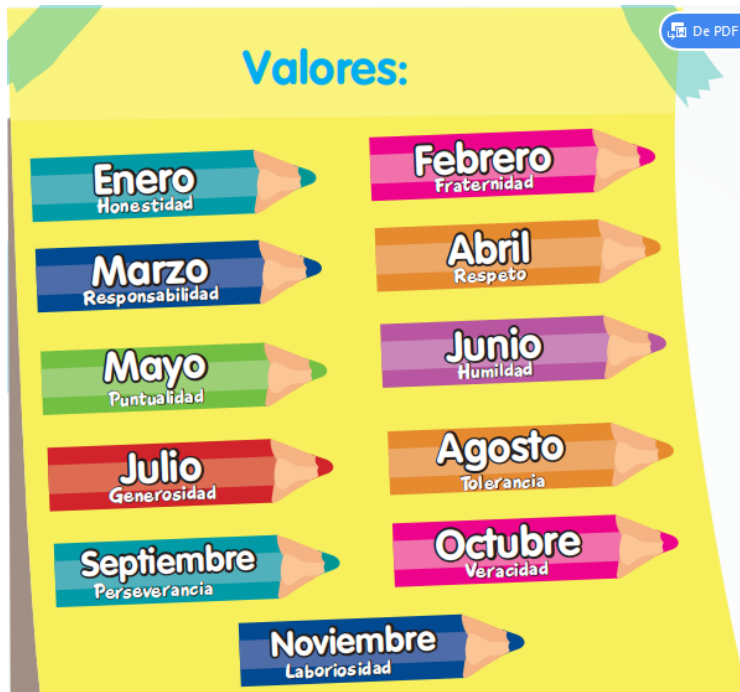 De PDF
Valores:
Enero
Honestidad
Febrero
Fraternidad
Marzo
Responsabilidad
Abril
Respeto
Mayo
Puntualidad
Junio
Humildad
Julio
Generosidad
Agosto
Tolerancia
Septiembre
Perseverancia
Octubre
Veracidad
Noviembre
Laboriosidad